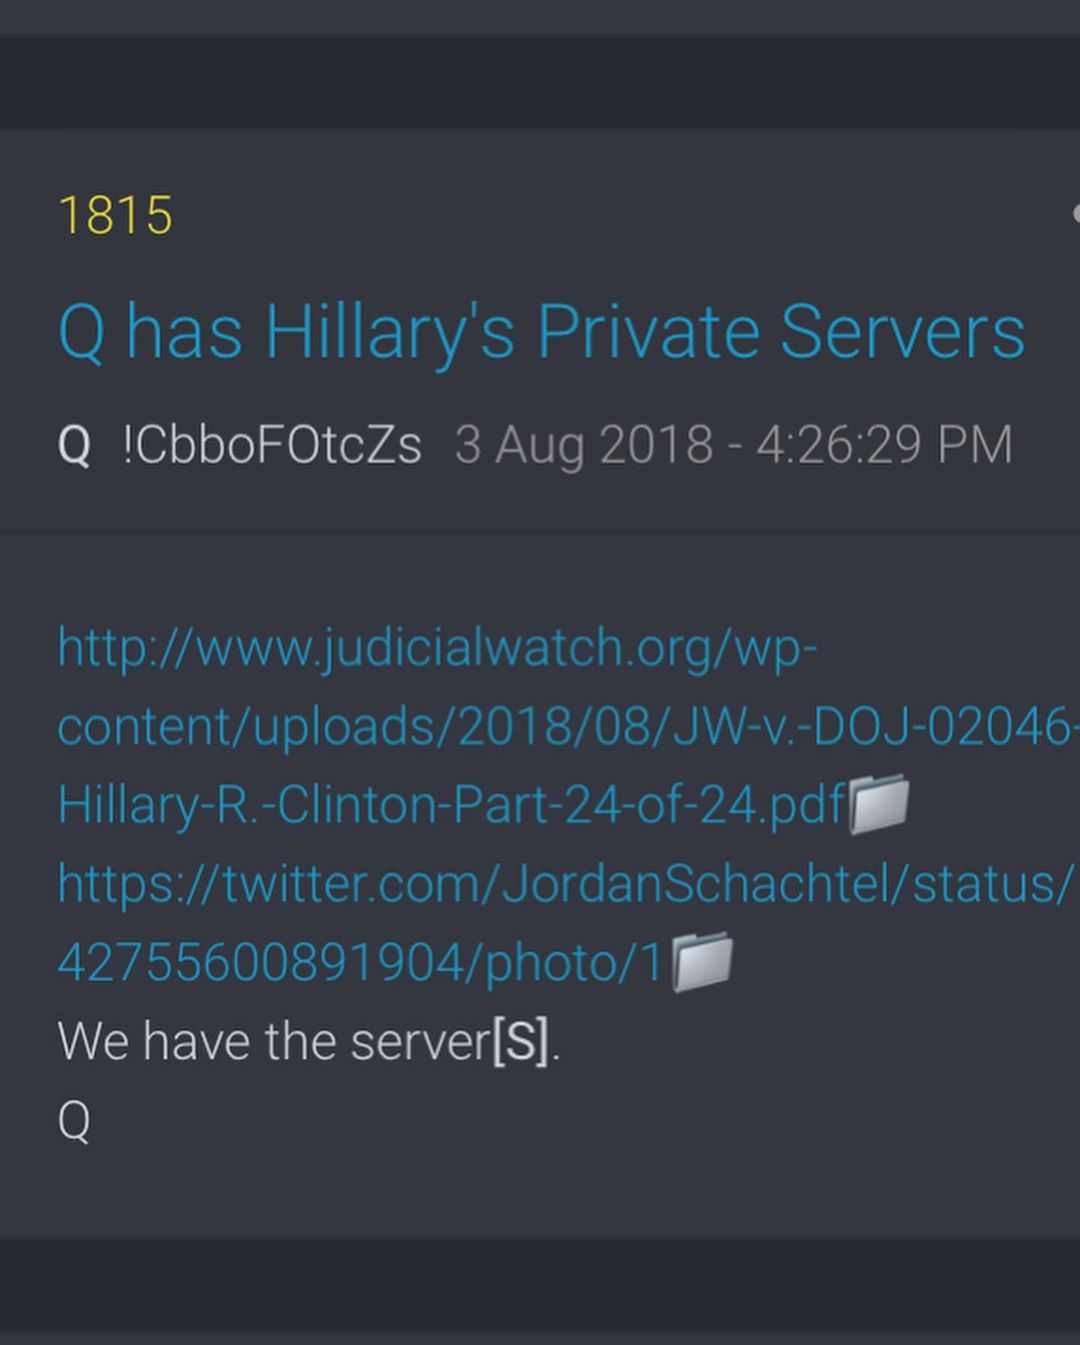 1815
Q has Hillary's Private Servers
Q !CbboFOtcZs 3 Aug 2018 - 4:26:29 PM
http://www.judicialwatch.org/wp-
content/uploads/2018/08/JW-v.-DOJ-02046-
Hillary-R.-Clinton-Part-24-of-24.pdf
https://twitter.com/JordanSchachtel/status/
42755600891904/photo/1
We have the server[S].
Q